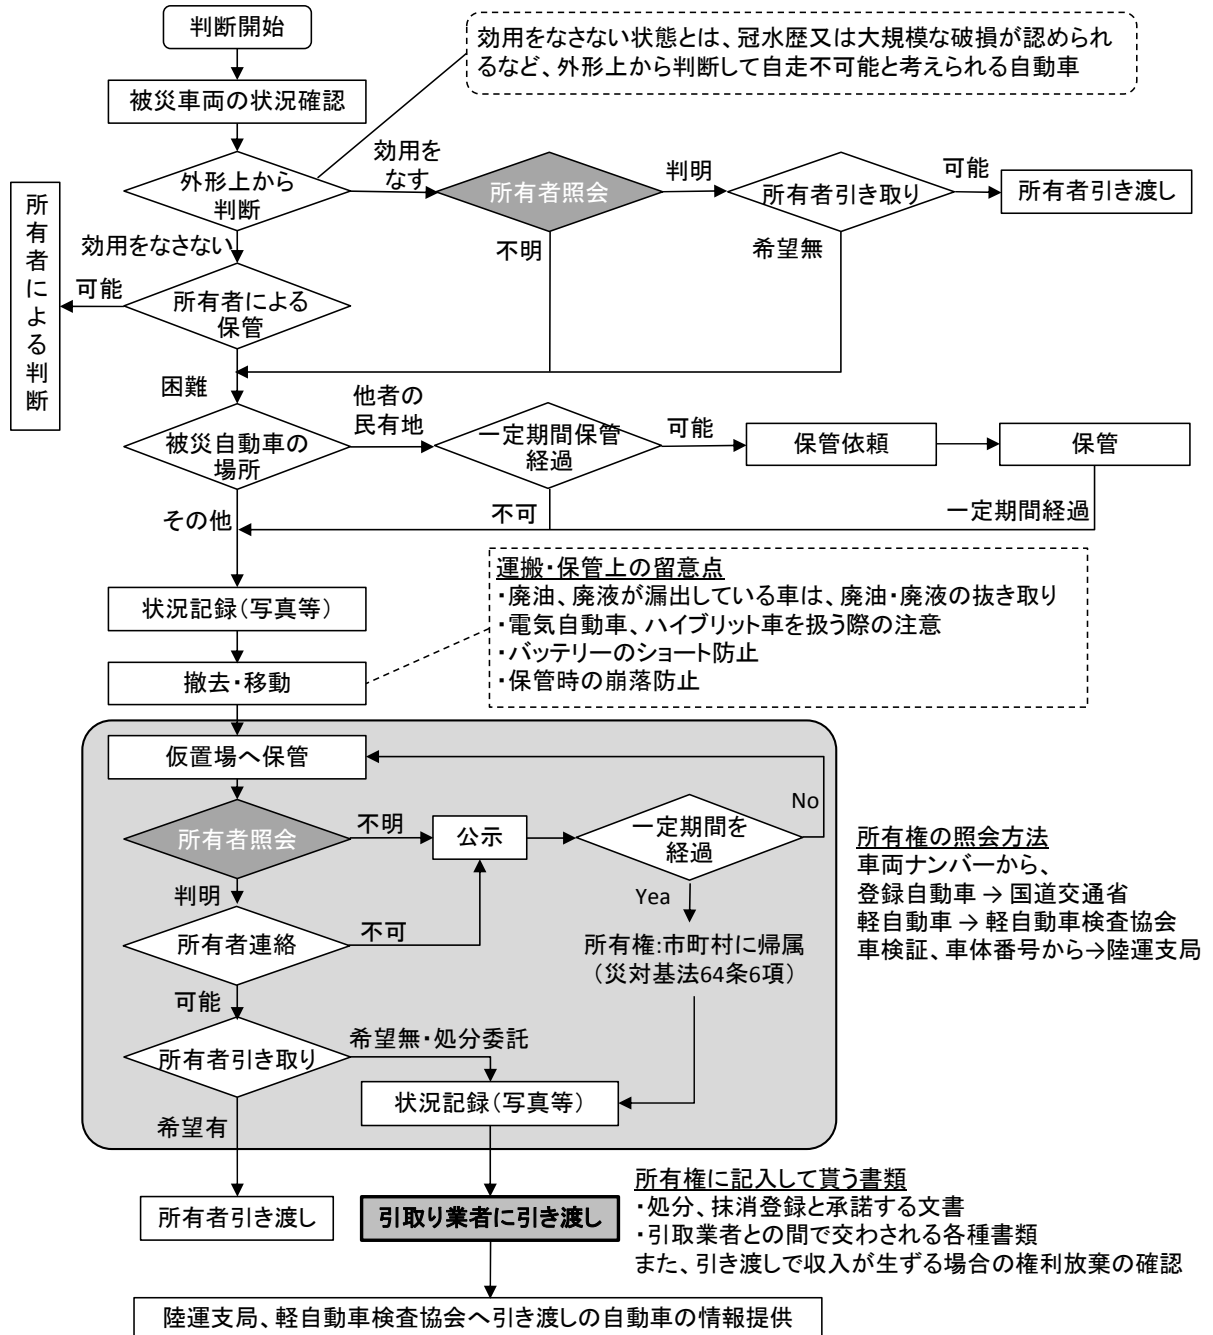 判断開始
効用をなさない状態とは、冠水歴又は大規模な破損が認められ
るなど、外形上から判断して自走不可能と考えられる自動車
被災車両の状況確認
外形上から
判断
効用を
なす
所有者照会
判明
所有者引き取り
可能
所有者引き渡し
不明
希望無
効用をなさない
所有者による
保管
可能
所有者による判断
困難
被災自動車の
場所
他者の
民有地
一定期間保管
経過
可能
保管依頼
保管
その他
不可
一定期間経過
運搬・保管上の留意点
・廃油、廃液が漏出している車は、廃油・廃液の抜き取り
・電気自動車、ハイブリット車を扱う際の注意
・バッテリーのショート防止
・保管時の崩落防止
状況記録（写真等）
撤去・移動
仮置場へ保管
所有者照会
不明
公示
一定期間を
経過
No
Yea
判明
所有者連絡
不可
所有権:市町村に帰属
（災対基法64条6項）
所有権の照会方法
車両ナンバーから、
登録自動車 → 国道交通省
軽自動車 → 軽自動車検査協会
車検証、車体番号から→陸運支局
可能
所有者引き取り
希望無・処分委託
状況記録（写真等）
希望有
所有者引き渡し
引取り業者に引き渡し
所有権に記入して貰う書類
・処分、抹消登録と承諾する文書
・引取業者との間で交わされる各種書類
また、引き渡しで収入が生ずる場合の権利放棄の確認
陸運支局、軽自動車検査協会へ引き渡しの自動車の情報提供